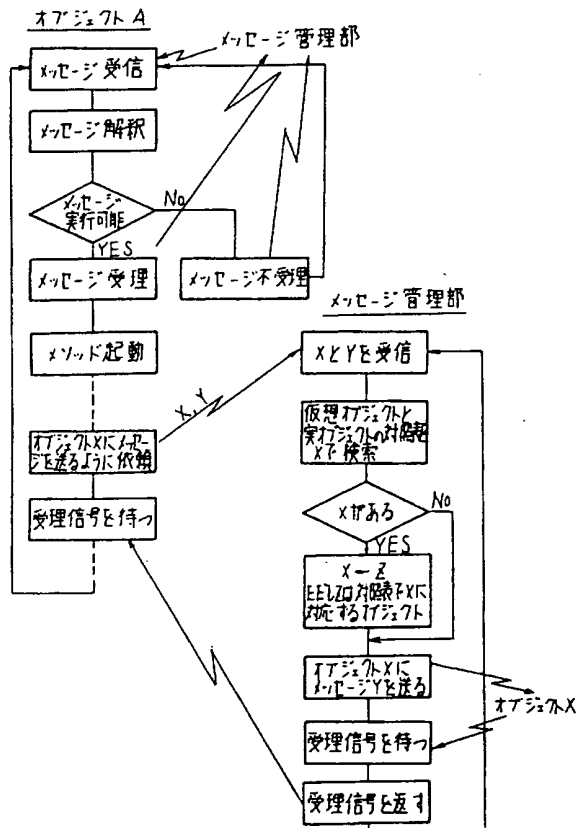 オブジェクト A
メッセージ管理部
メッセージ受信
メッセージ解釈
メッセージ
実行可能
No
YES
メッセージ受理
メッセージ不受理
メソッド起動
オブジェクトXにメッセー
ジを送るように依頼
受理信号を待つ
X,Y
メッセージ管理部
XとYを受信
仮想オブジェクトと
実オブジェクトの対照表
Xで検索
Xがある
No
YES
X←Z
Zは対照表でXに
対応するオブジェクト
オブジェクトXに
メッセージYを送る
オブジェクトX
受理信号を待つ
受理信号を返す